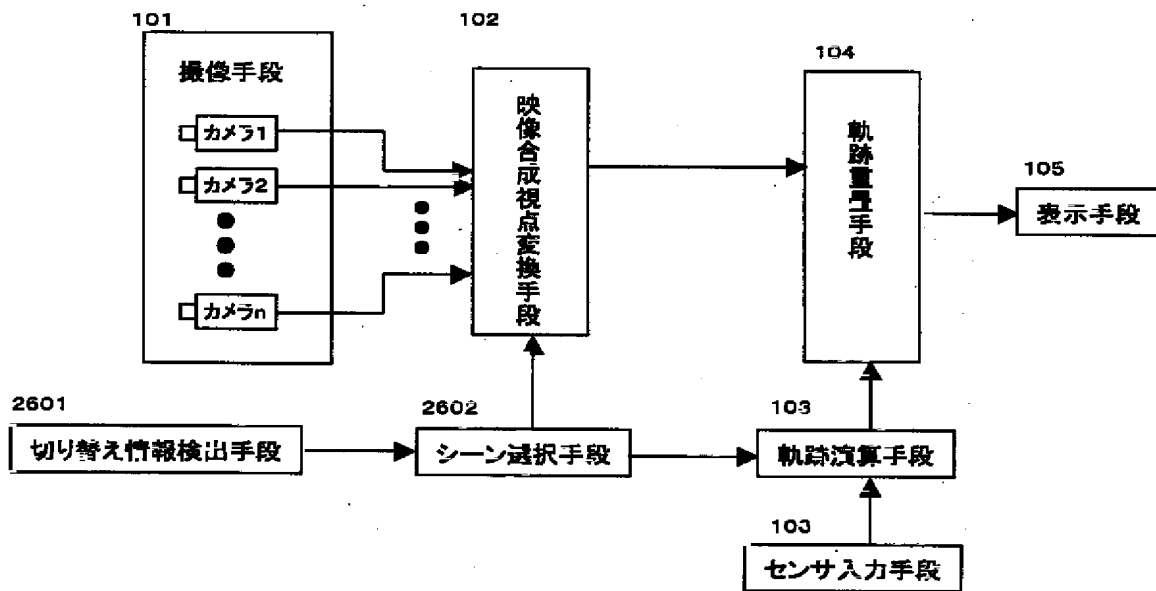 101
撮像手段
カメラ1
カメラ2
カメラn
102
映像合成視点変換手段
104
軌跡重畳手段
105
表示手段
2601
切り替え情報検出手段
2602
シーン選択手段
103
軌跡演算手段
103
センサ入力手段